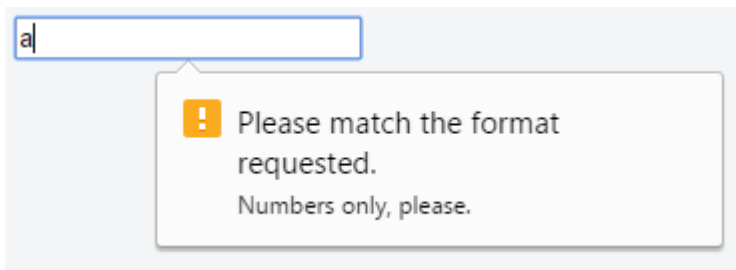 a
Please match the format
requested.
Numbers only, please.